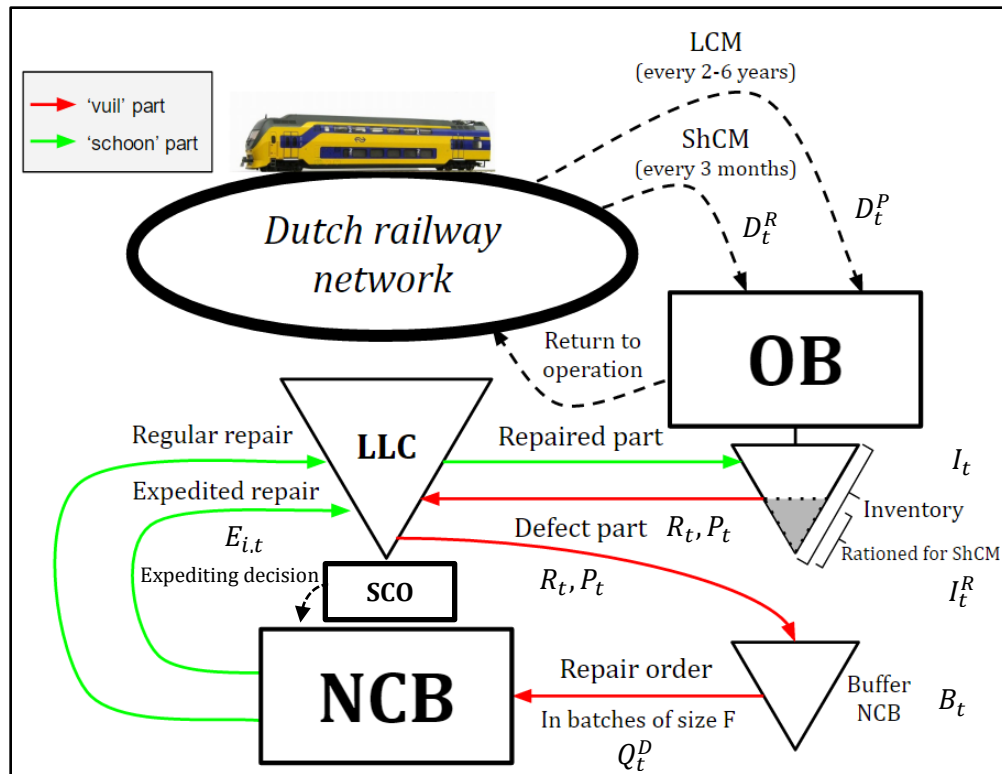 LCM
(every 2-6 years)
‘vuil’ part
‘schoon’ part
ShCM
(every 3 months)
D_t^R
D_t^P
Dutch railway
network
OB
Return to
operation
LLC
Regular repair
Repaired part
I_t
Expedited repair
Inventory
E_{i.t}
Defect part
R_t, P_t
Rationed for ShCM
Expediting decision
SCO
R_t, P_t
I_t^R
NCB
Repair order
Buffer
NCB
B_t
In batches of size F
Q_t^D